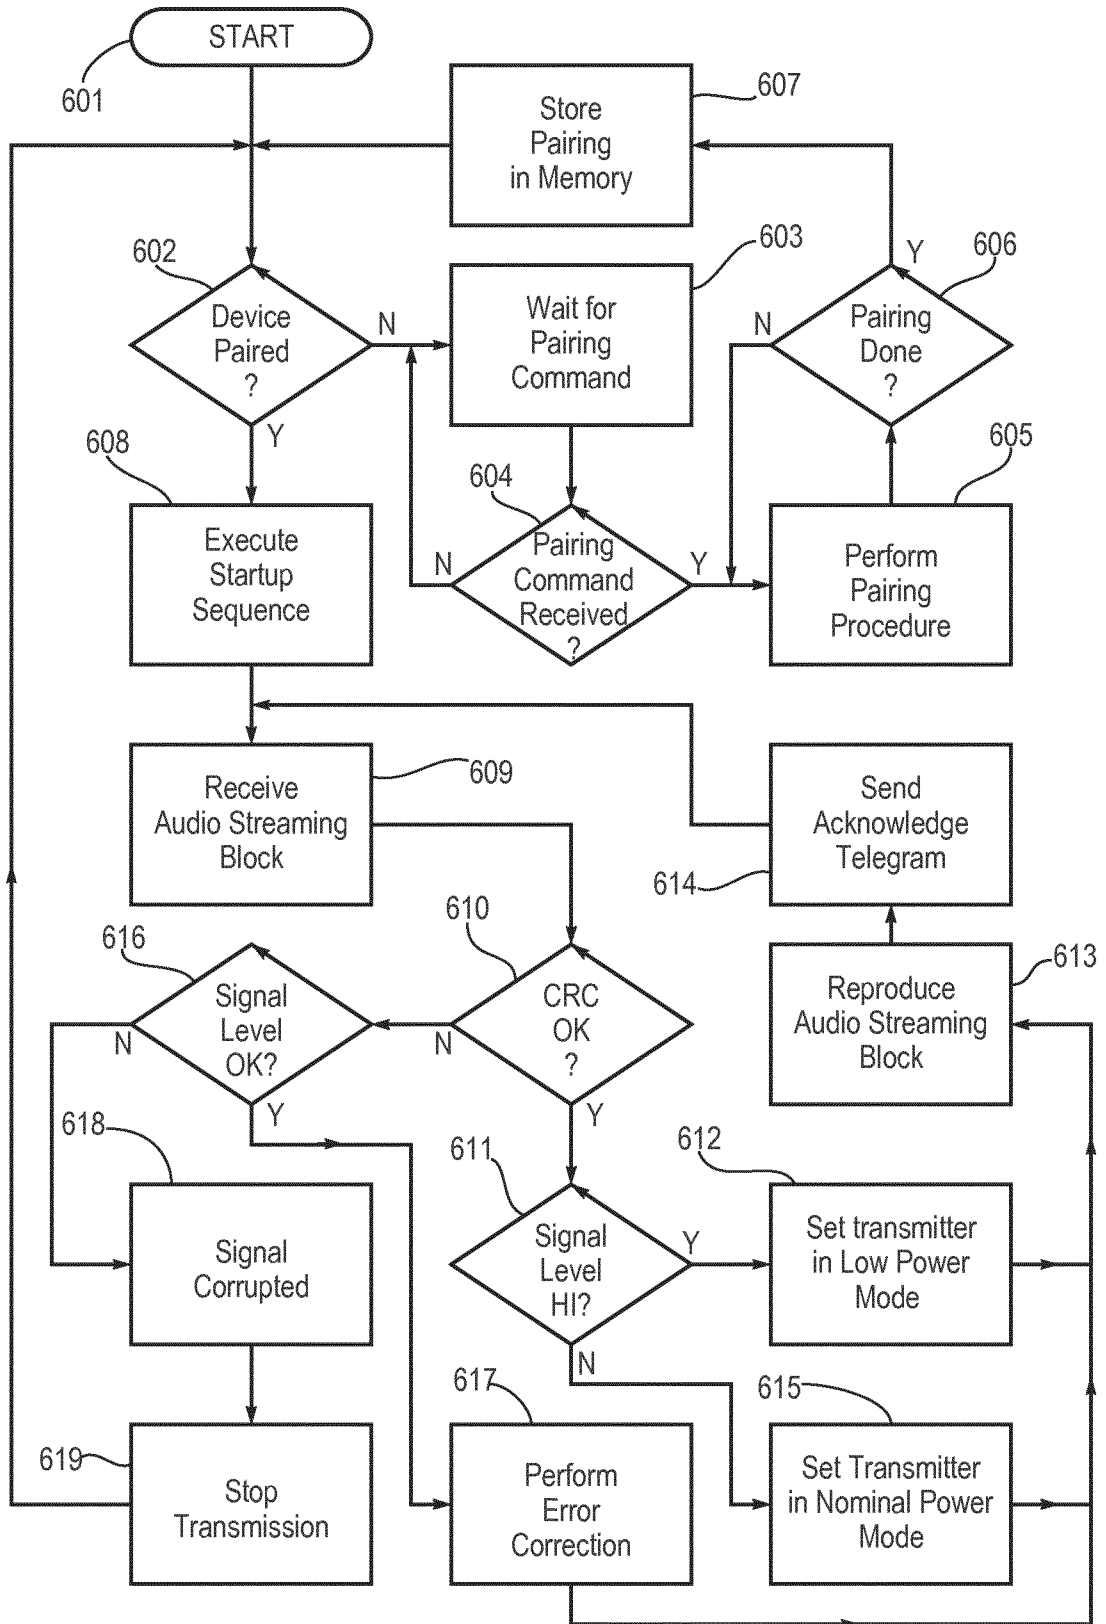 START
601
Store
Pairing
in Memory
607
602
Device
Paired
?
N
Y
Wait for
Pairing
Command
603
Y
606
Pairing
Done
?
N
608
Execute
Startup
Sequence
604
Pairing
Command
Received
?
N
Y
605
Perform
Pairing
Procedure
Receive
Audio Streaming
Block
609
Send
Acknowledge
Telegram
614
616
Signal
Level
OK?
N
Y
610
CRC
OK
?
N
Y
Reproduce
Audio Streaming
Block
613
618
Signal
Corrupted
611
Signal
Level
HI?
Y
N
612
Set transmitter
in Low Power
Mode
619
Stop
Transmission
617
Perform
Error
Correction
615
Set Transmitter
in Nominal Power
Mode